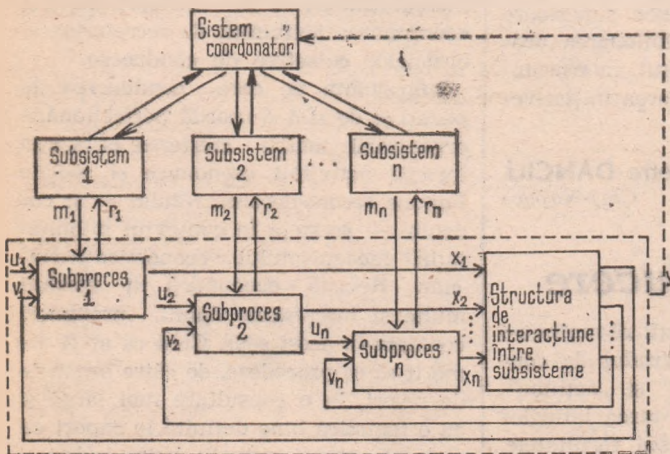 Sistem
coordonator
Subsistem
1
Subsistem
2
...
Subsistem
n
m1
r1
m2
r2
mn
rn
u1
v1
Subproces
1
u2
v2
Subproces
2
un
vn
Subproces
n
x1
x2
xn
Structura
de
interacțiune
între
subsisteme